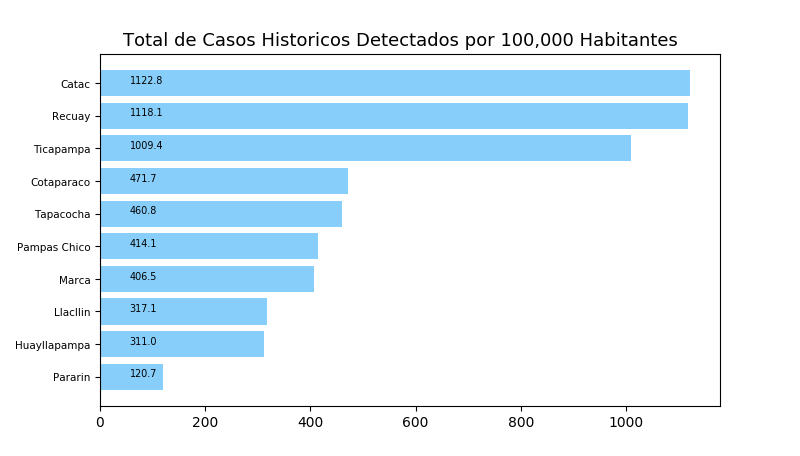 Total de Casos Historicos Detectados por 100,000 Habitantes
Catac 1122.8
Recuay 1118.1
Ticapampa 1009.4
Cotaparaco 471.7
Tapacocha 460.8
Pampas Chico 414.1
Marca 406.5
Llacllin 317.1
Huayllapampa 311.0
Pararin 120.7
0 200 400 600 800 1000